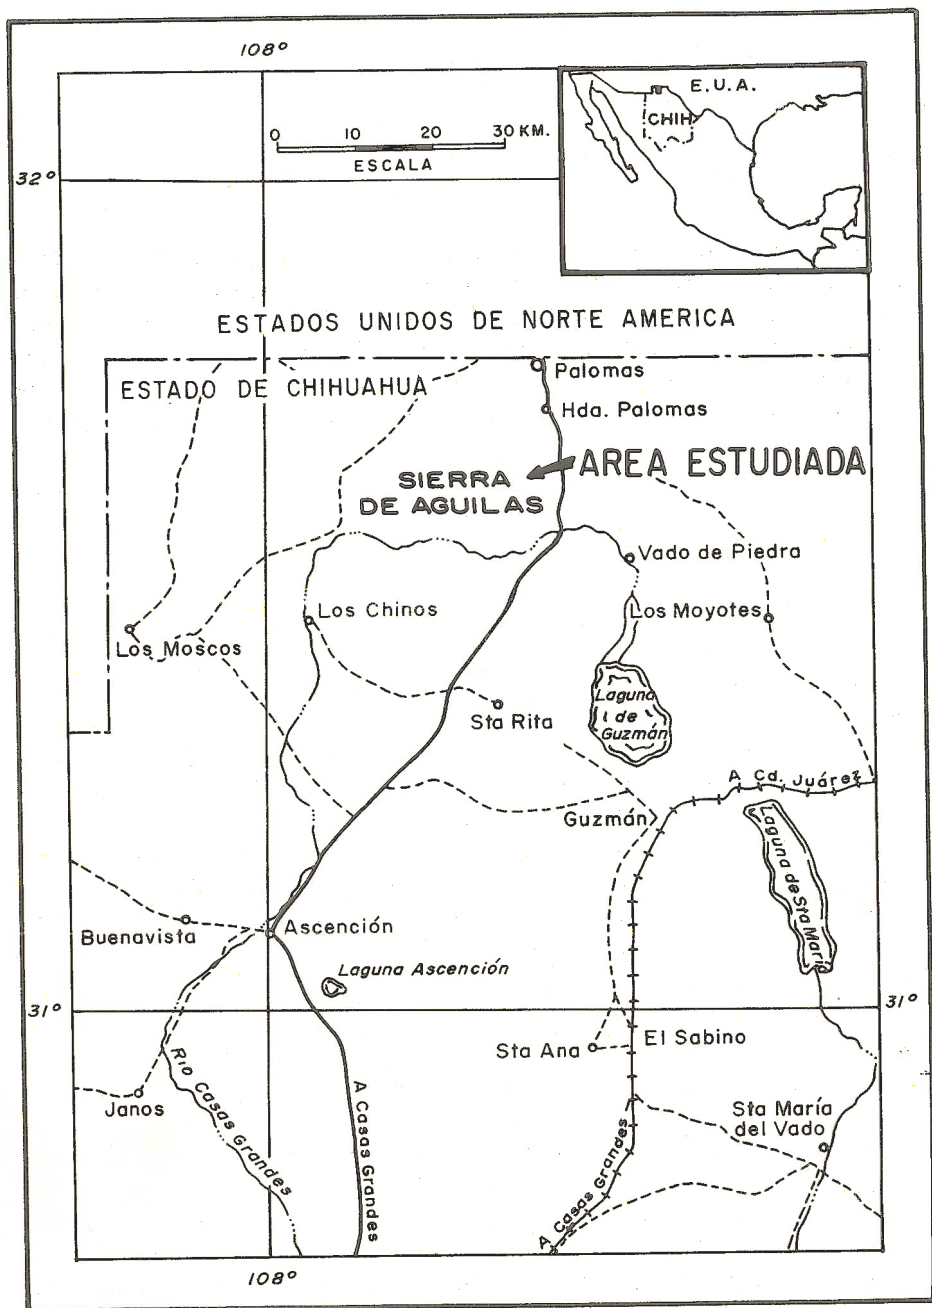 108°
E.U.A.
CHIH
0 10 20 30 KM.
ESCALA
32°
ESTADOS UNIDOS DE NORTE AMERICA
Palomas
ESTADO DE CHIHUAHUA
Hda. Palomas
AREA ESTUDIADA
SIERRA
DE AGUILAS
Vado de Piedra
Los Chinos
Los Moyotes
Los Moscos
Laguna
de
Guzmán
Sta Rita
A Cd. Juárez
Guzmán
Laguna de Sta María
Ascención
Buenavista
Laguna Ascención
31°
31°
El Sabino
Sta Ana
RIO CASAS GRANDES
A CASAS GRANDES
Janos
Sta María
del Vado
A CASAS GRANDES
108°